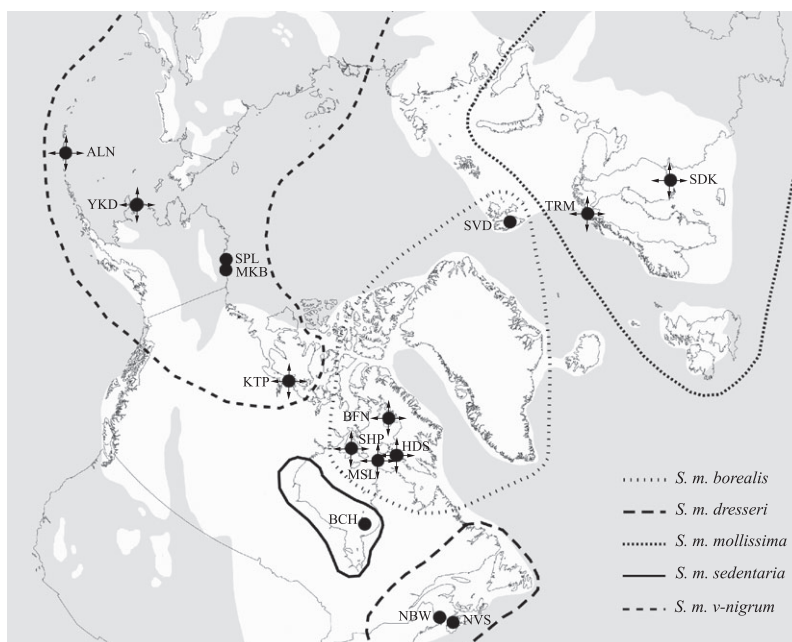 ALN
YKD
SDK
TRM
SVD
SPL
MKB
KTP
BFN
SHP
HDS
MSL
BCH
NBW
NVS
S. m. borealis
S. m. dresseri
S. m. mollissima
S. m. sedentaria
S. m. v-nigrum